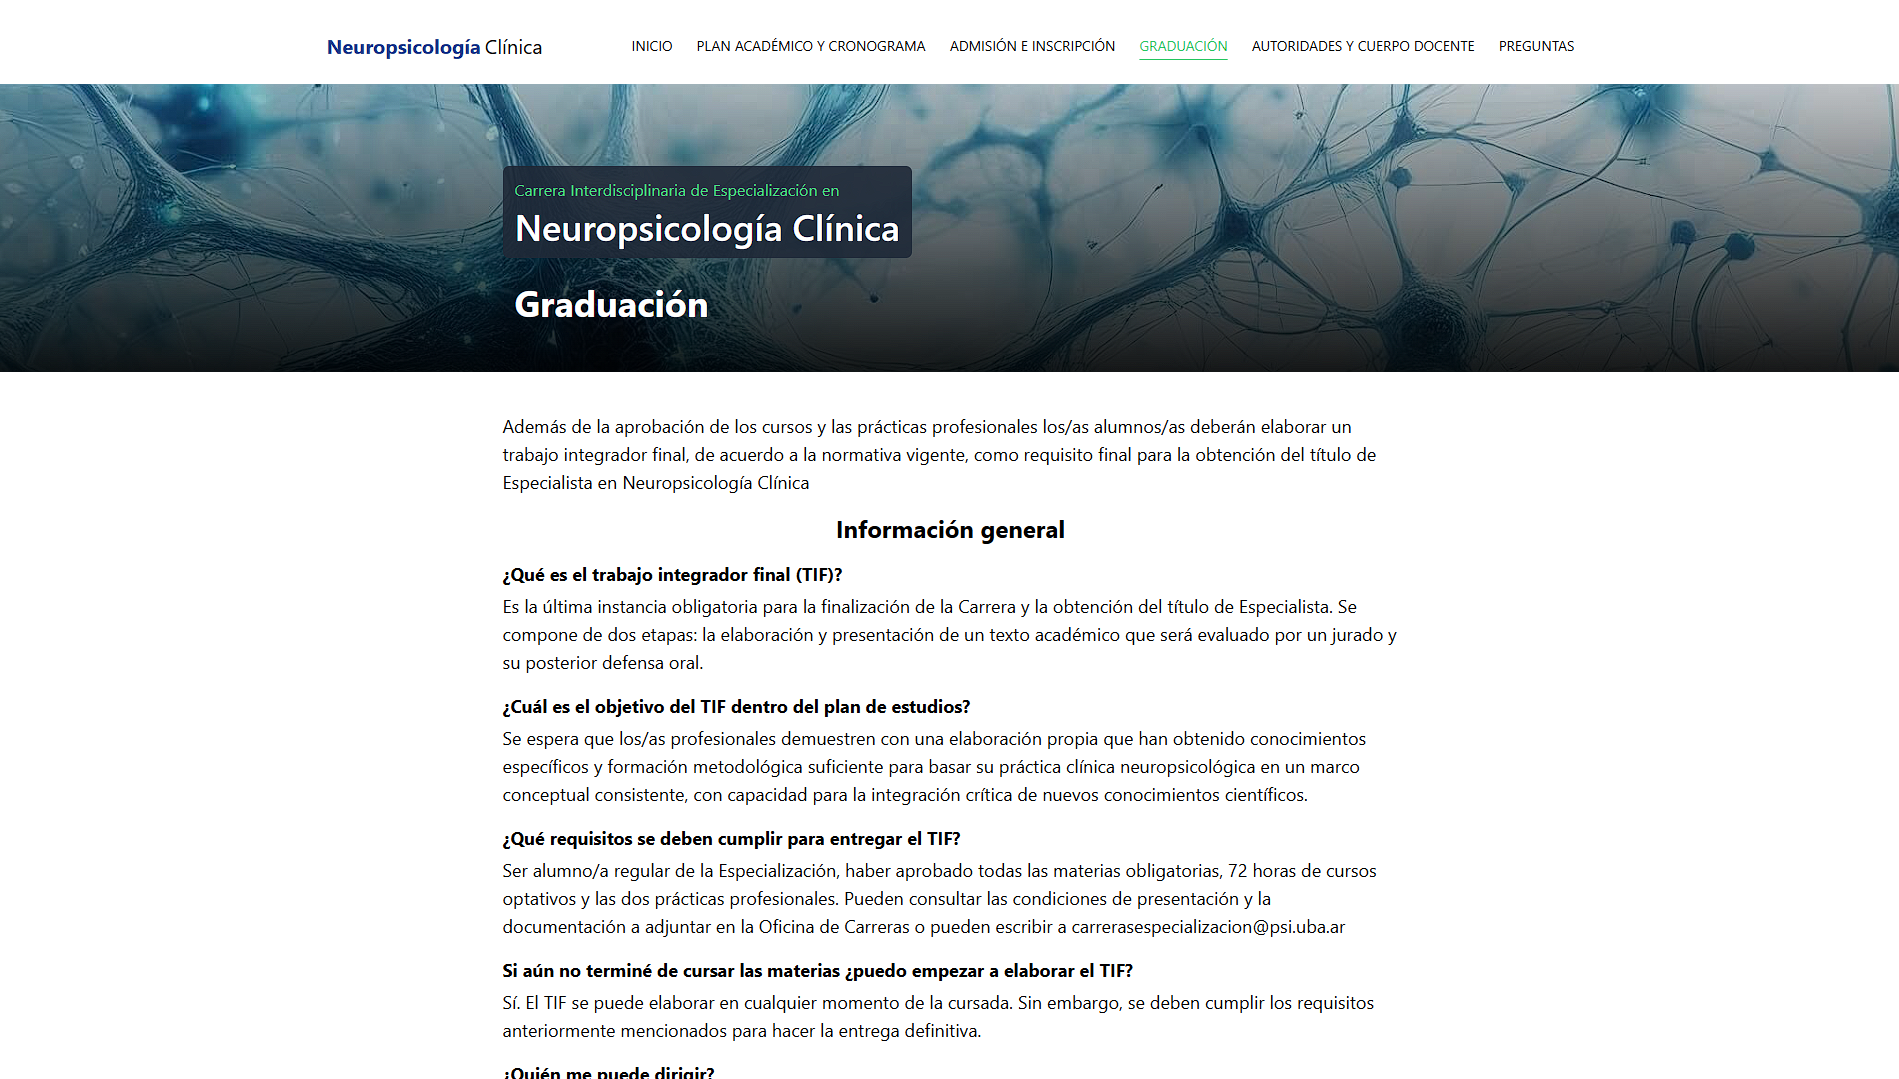 Neuropsicología Clínica
INICIO
PLAN ACADÉMICO Y CRONOGRAMA
ADMISIÓN E INSCRIPCIÓN
GRADUACIÓN
AUTORIDADES Y CUERPO DOCENTE
PREGUNTAS
Carrera Interdisciplinaria de Especialización en
Neuropsicología Clínica
Graduación
Además de la aprobación de los cursos y las prácticas profesionales los/as alumnos/as deberán elaborar un
trabajo integrador final, de acuerdo a la normativa vigente, como requisito final para la obtención del título de
Especialista en Neuropsicología Clínica
Información general
¿Qué es el trabajo integrador final (TIF)?
Es la última instancia obligatoria para la finalización de la Carrera y la obtención del título de Especialista. Se
compone de dos etapas: la elaboración y presentación de un texto académico que será evaluado por un jurado y
su posterior defensa oral.
¿Cuál es el objetivo del TIF dentro del plan de estudios?
Se espera que los/as profesionales demuestren con una elaboración propia que han obtenido conocimientos
específicos y formación metodológica suficiente para basar su práctica clínica neuropsicológica en un marco
conceptual consistente, con capacidad para la integración crítica de nuevos conocimientos científicos.
¿Qué requisitos se deben cumplir para entregar el TIF?
Ser alumno/a regular de la Especialización, haber aprobado todas las materias obligatorias, 72 horas de cursos
optativos y las dos prácticas profesionales. Pueden consultar las condiciones de presentación y la
documentación a adjuntar en la Oficina de Carreras o pueden escribir a carrerasespecializacion@psi.uba.ar
Si aún no terminé de cursar las materias ¿puedo empezar a elaborar el TIF?
Sí. El TIF se puede elaborar en cualquier momento de la cursada. Sin embargo, se deben cumplir los requisitos
anteriormente mencionados para hacer la entrega definitiva.
¿Quién me puede dirigir?